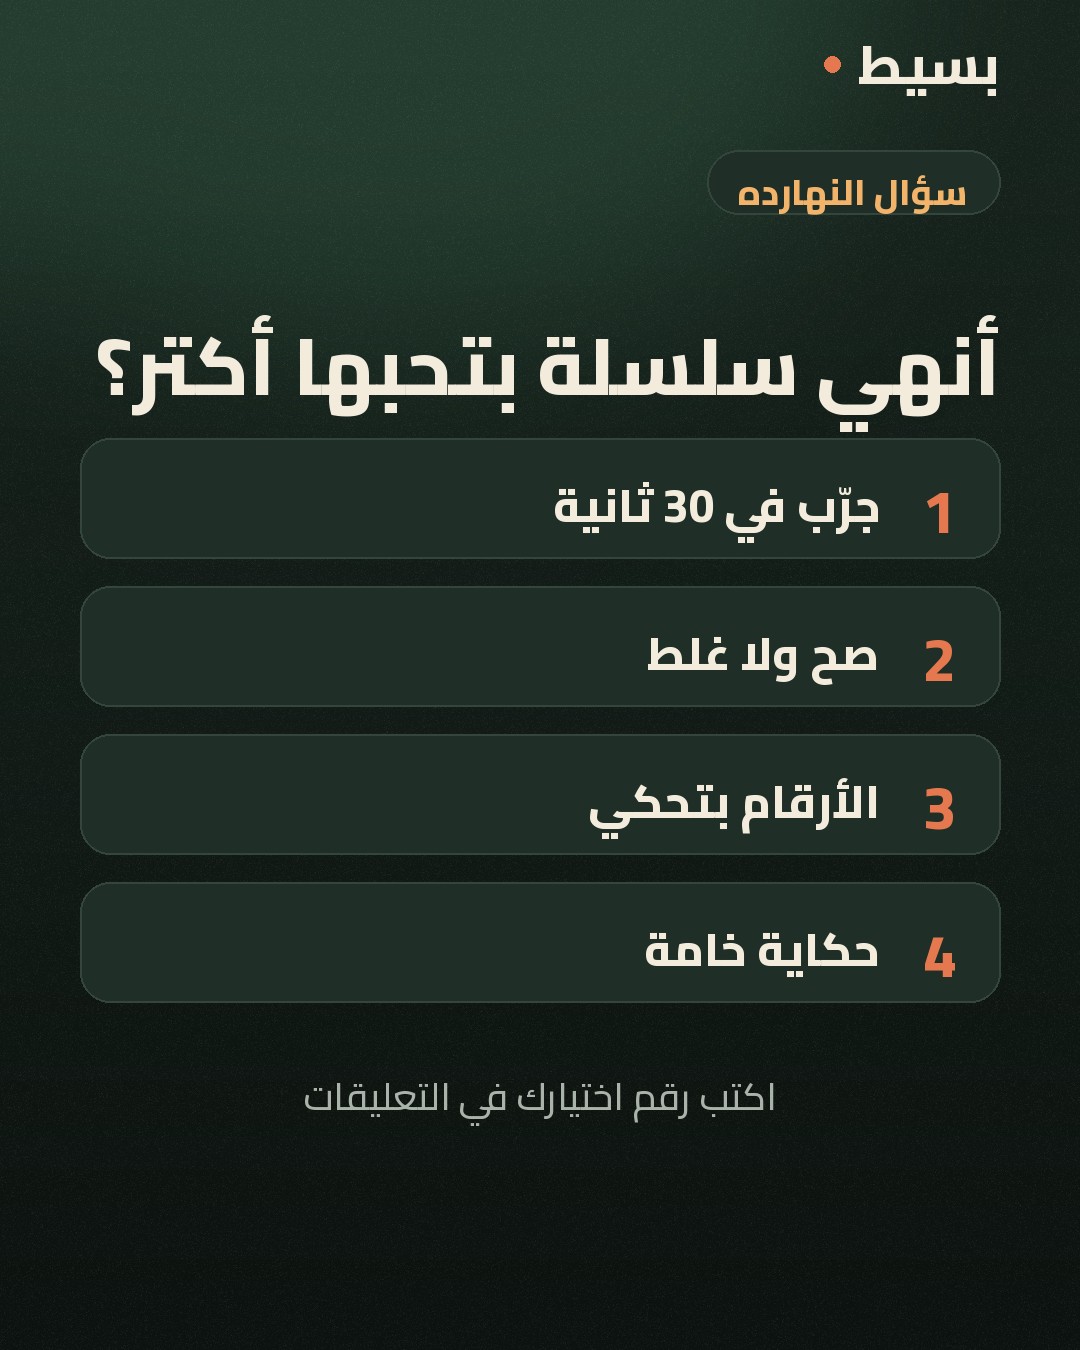 بسيط
سؤال النهارده
أنهي سلسلة بتحبها أكتر؟
1 جرّب في 30 ثانية
2 صح ولا غلط
3 الأرقام بتحكي
4 حكاية خامة
اكتب رقم اختيارك في التعليقات